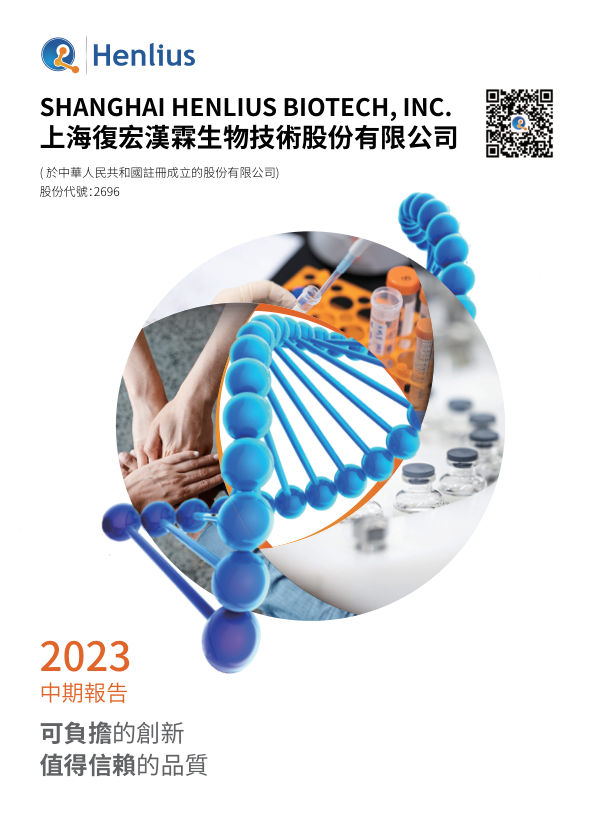 Henlius
SHANGHAI HENLIUS BIOTECH, INC.
上海復宏漢霖生物技術股份有限公司
( 於中華人民共和國註冊成立的股份有限公司)
股份代號：2696
2023
中期報告
可負擔的創新
值得信賴的品質